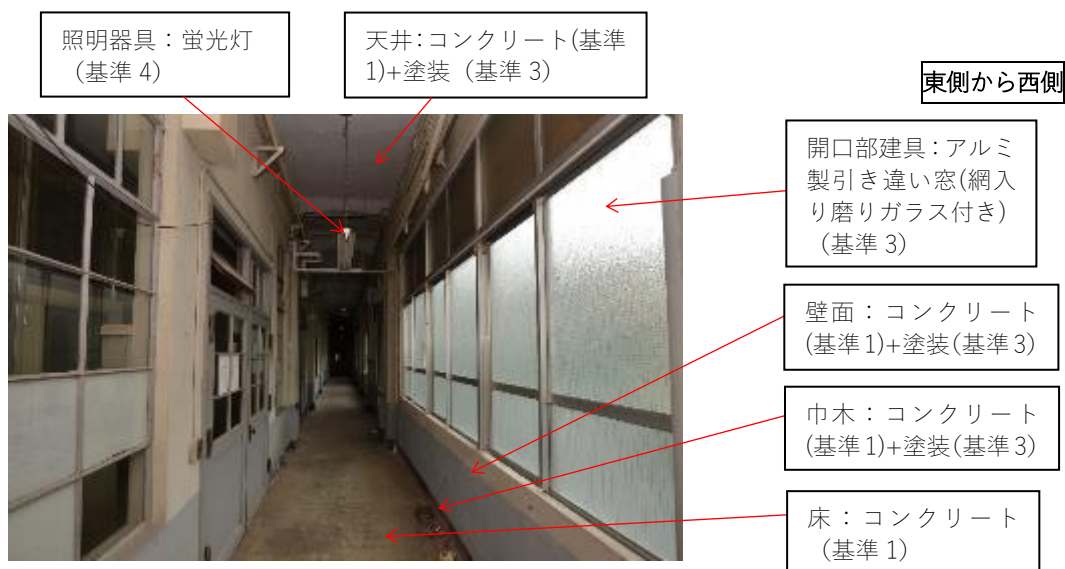 照明器具：蛍光灯
（基準 4）
天井：コンクリート(基準
1)+塗装（基準 3）
東側から西側
開口部建具：アルミ
製引き違い窓(網入
り磨りガラス付き)
（基準 3）
壁面：コンクリート
(基準 1)+塗装(基準 3)
巾木：コンクリート
(基準 1)+塗装(基準 3)
床：コンクリート
（基準 1）